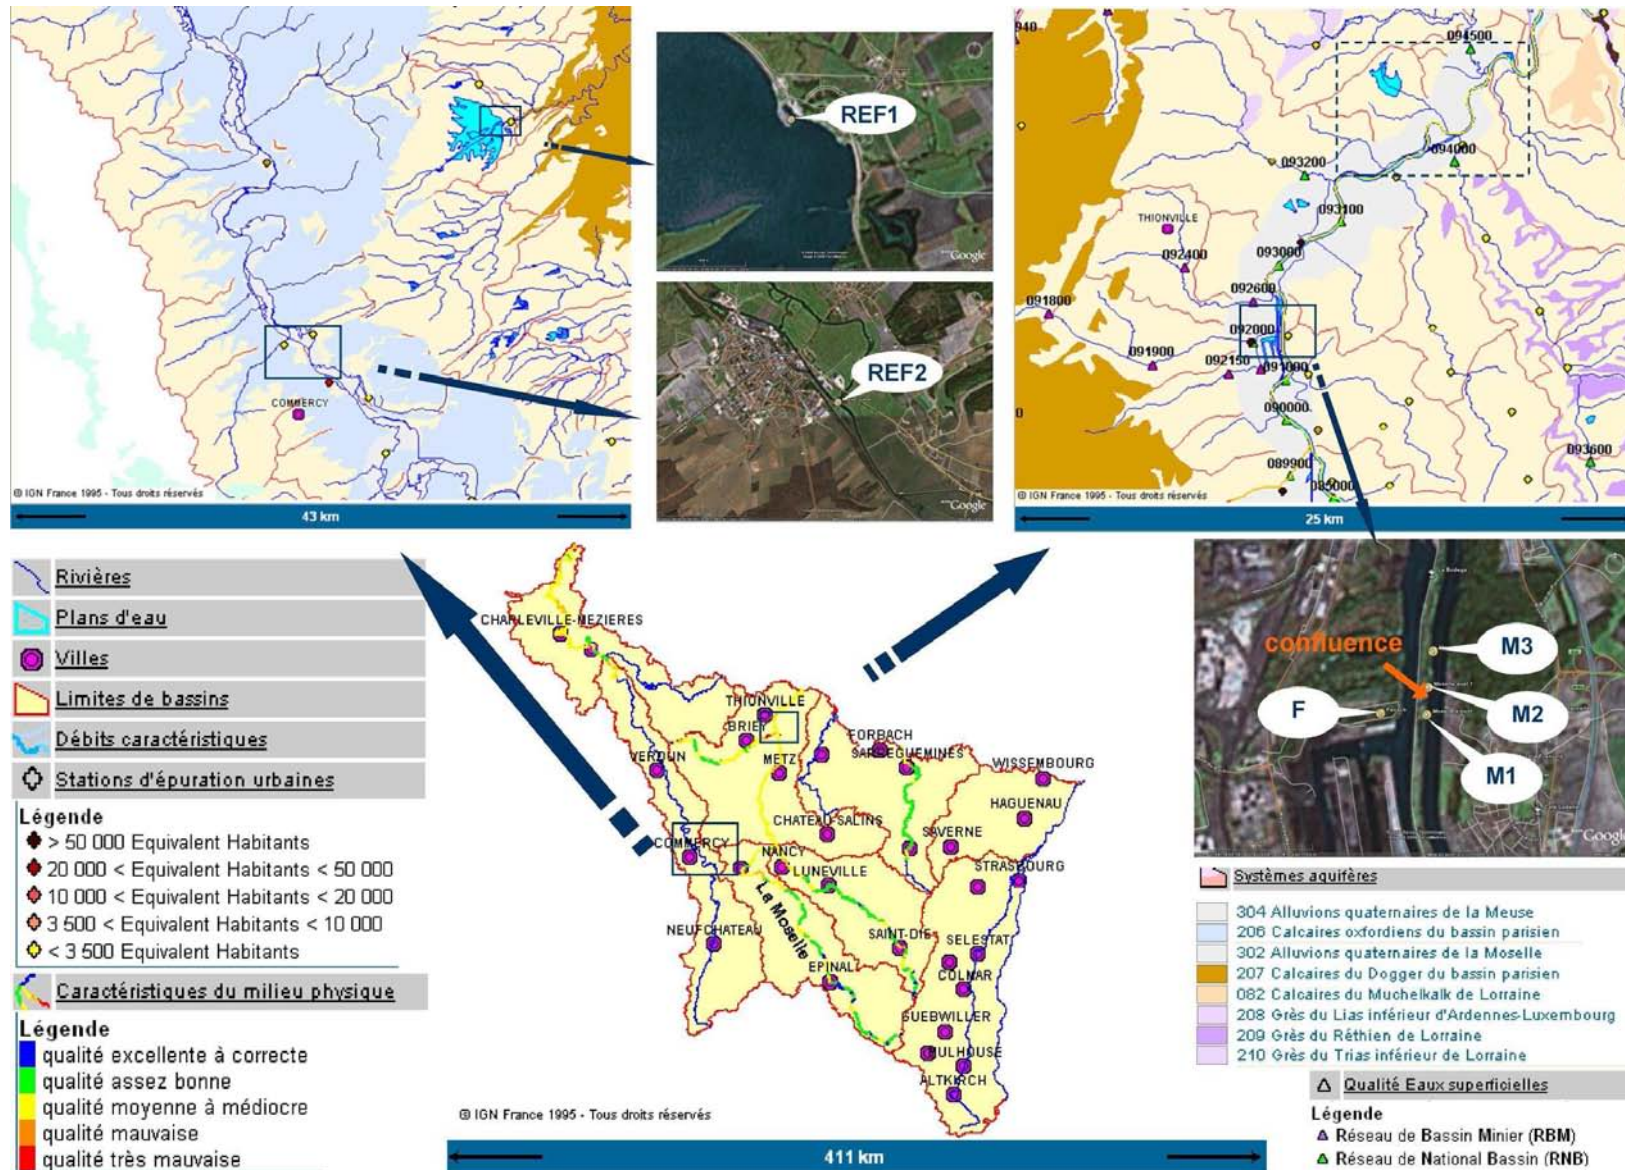 COMMERCY
© IGN France 1995 - Tous droits réservés
43 km
REF1
Google
REF2
Google
940
094500
094000
093200
093100
THIONVILLE
093000
092400
092600
091800
092000
091900
092150
091000
090000
089900
093600
085000
© IGN France 1995 - Tous droits réservés
25 km
Rivières
Plans d'eau
Villes
Limites de bassins
Débits caractéristiques
Stations d'épuration urbaines
Légende
> 50 000 Equivalent Habitants
20 000 < Equivalent Habitants < 50 000
10 000 < Equivalent Habitants < 20 000
3 500 < Equivalent Habitants < 10 000
< 3 500 Equivalent Habitants
Caractéristiques du milieu physique
Légende
qualité excellente à correcte
qualité assez bonne
qualité moyenne à médiocre
qualité mauvaise
qualité très mauvaise
CHARLEVILLE-MEZIERES
THIONVILLE
BRIEY
FORBACH
SARREGUEMINES
VERDUN
METZ
WISSEMBOURG
HAGUENAU
CHATEAU-SALINS
SAVERNE
COMMERCY
NANCY
STRASBOURG
LUNEVILLE
La Moselle
NEUFCHATEAU
SAINT-DIE
SELESTAT
EPINAL
COLMAR
GUEBWILLER
MULHOUSE
ALTKIRCH
© IGN France 1995 - Tous droits réservés
411 km
confluence
M3
F
M2
M1
Google
Systèmes aquifères
304 Alluvions quaternaires de la Meuse
206 Calcaires oxfordiens du bassin parisien
302 Alluvions quaternaires de la Moselle
207 Calcaires du Dogger du bassin parisien
082 Calcaires du Muchelkalk de Lorraine
208 Grès du Lias inférieur d'Ardennes-Luxembourg
209 Grès du Réthien de Lorraine
210 Grès du Trias inférieur de Lorraine
Qualité Eaux superficielles
Légende
Réseau de Bassin Minier (RBM)
Réseau de National Bassin (RNB)